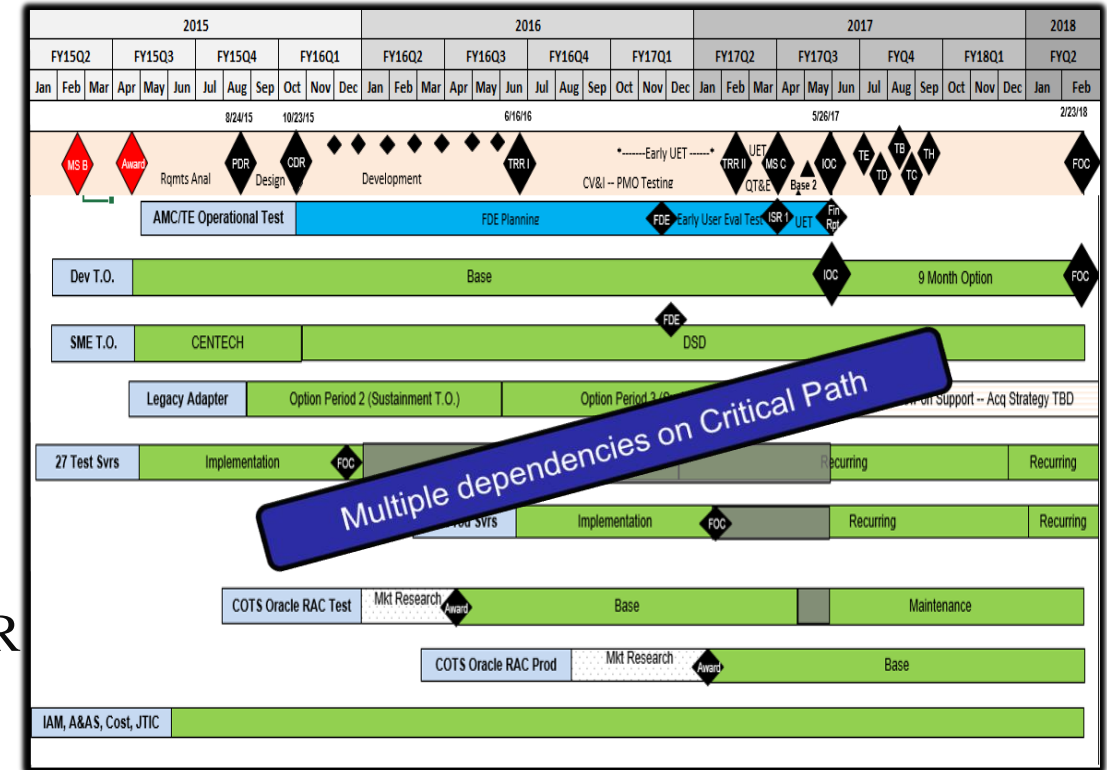 2015 2016 2017 2018
FY15Q2 FY15Q3 FY15Q4 FY16Q1 FY16Q2 FY16Q3 FY16Q4 FY17Q1 FY17Q2 FY17Q3 FYQ4 FY18Q1 FYQ2
Jan Feb Mar Apr May Jun Jul Aug Sep Oct Nov Dec Jan Feb Mar Apr May Jun Jul Aug Sep Oct Nov Dec Jan Feb Mar Apr May Jun Jul Aug Sep Oct Nov Dec Jan Feb
8/24/15 10/23/15 6/16/16 5/26/17 2/23/18
MS B Award Rqmts Anal PDR Design CDR Development TRR I CV&I -- PMO Testing *-------Early UET ------* TRR II UET QT&E MS C Base 2 IOC TE TD TB TC TH FOC
AMC/TE Operational Test FDE Planning FDE Early User Eval Test ISR 1 UET Fin Rpt
Dev T.O. Base IOC 9 Month Option FOC
FDE
SME T.O. CENTECH DSD
Legacy Adapter Option Period 2 (Sustainment T.O.) Option Period 3 on Support -- Acq Strategy TBD
Multiple dependencies on Critical Path
27 Test Svrs Implementation FOC Recurring Recurring
Svrs Implementation FOC Recurring Recurring
COTS Oracle RAC Test Mkt Research Award Base Maintenance
R
COTS Oracle RAC Prod Mkt Research Award Base
IAM, A&AS, Cost, JTIC